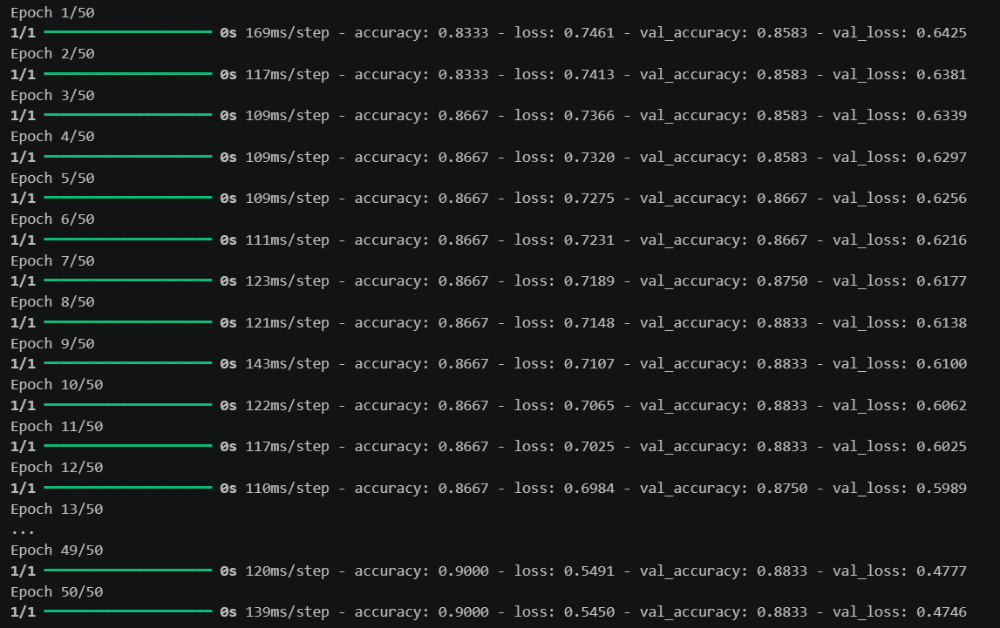 Epoch 1/50
1/1 ━━━━━━━━━━━━━━━━━━━━ 0s 169ms/step - accuracy: 0.8333 - loss: 0.7461 - val_accuracy: 0.8583 - val_loss: 0.6425
Epoch 2/50
1/1 ━━━━━━━━━━━━━━━━━━━━ 0s 117ms/step - accuracy: 0.8333 - loss: 0.7413 - val_accuracy: 0.8583 - val_loss: 0.6381
Epoch 3/50
1/1 ━━━━━━━━━━━━━━━━━━━━ 0s 109ms/step - accuracy: 0.8667 - loss: 0.7366 - val_accuracy: 0.8583 - val_loss: 0.6339
Epoch 4/50
1/1 ━━━━━━━━━━━━━━━━━━━━ 0s 109ms/step - accuracy: 0.8667 - loss: 0.7320 - val_accuracy: 0.8583 - val_loss: 0.6297
Epoch 5/50
1/1 ━━━━━━━━━━━━━━━━━━━━ 0s 109ms/step - accuracy: 0.8667 - loss: 0.7275 - val_accuracy: 0.8667 - val_loss: 0.6256
Epoch 6/50
1/1 ━━━━━━━━━━━━━━━━━━━━ 0s 111ms/step - accuracy: 0.8667 - loss: 0.7231 - val_accuracy: 0.8667 - val_loss: 0.6216
Epoch 7/50
1/1 ━━━━━━━━━━━━━━━━━━━━ 0s 123ms/step - accuracy: 0.8667 - loss: 0.7189 - val_accuracy: 0.8750 - val_loss: 0.6177
Epoch 8/50
1/1 ━━━━━━━━━━━━━━━━━━━━ 0s 121ms/step - accuracy: 0.8667 - loss: 0.7148 - val_accuracy: 0.8833 - val_loss: 0.6138
Epoch 9/50
1/1 ━━━━━━━━━━━━━━━━━━━━ 0s 143ms/step - accuracy: 0.8667 - loss: 0.7107 - val_accuracy: 0.8833 - val_loss: 0.6100
Epoch 10/50
1/1 ━━━━━━━━━━━━━━━━━━━━ 0s 122ms/step - accuracy: 0.8667 - loss: 0.7065 - val_accuracy: 0.8833 - val_loss: 0.6062
Epoch 11/50
1/1 ━━━━━━━━━━━━━━━━━━━━ 0s 117ms/step - accuracy: 0.8667 - loss: 0.7025 - val_accuracy: 0.8833 - val_loss: 0.6025
Epoch 12/50
1/1 ━━━━━━━━━━━━━━━━━━━━ 0s 110ms/step - accuracy: 0.8667 - loss: 0.6984 - val_accuracy: 0.8750 - val_loss: 0.5989
Epoch 13/50
...
Epoch 49/50
1/1 ━━━━━━━━━━━━━━━━━━━━ 0s 120ms/step - accuracy: 0.9000 - loss: 0.5491 - val_accuracy: 0.8833 - val_loss: 0.4777
Epoch 50/50
1/1 ━━━━━━━━━━━━━━━━━━━━ 0s 139ms/step - accuracy: 0.9000 - loss: 0.5450 - val_accuracy: 0.8833 - val_loss: 0.4746